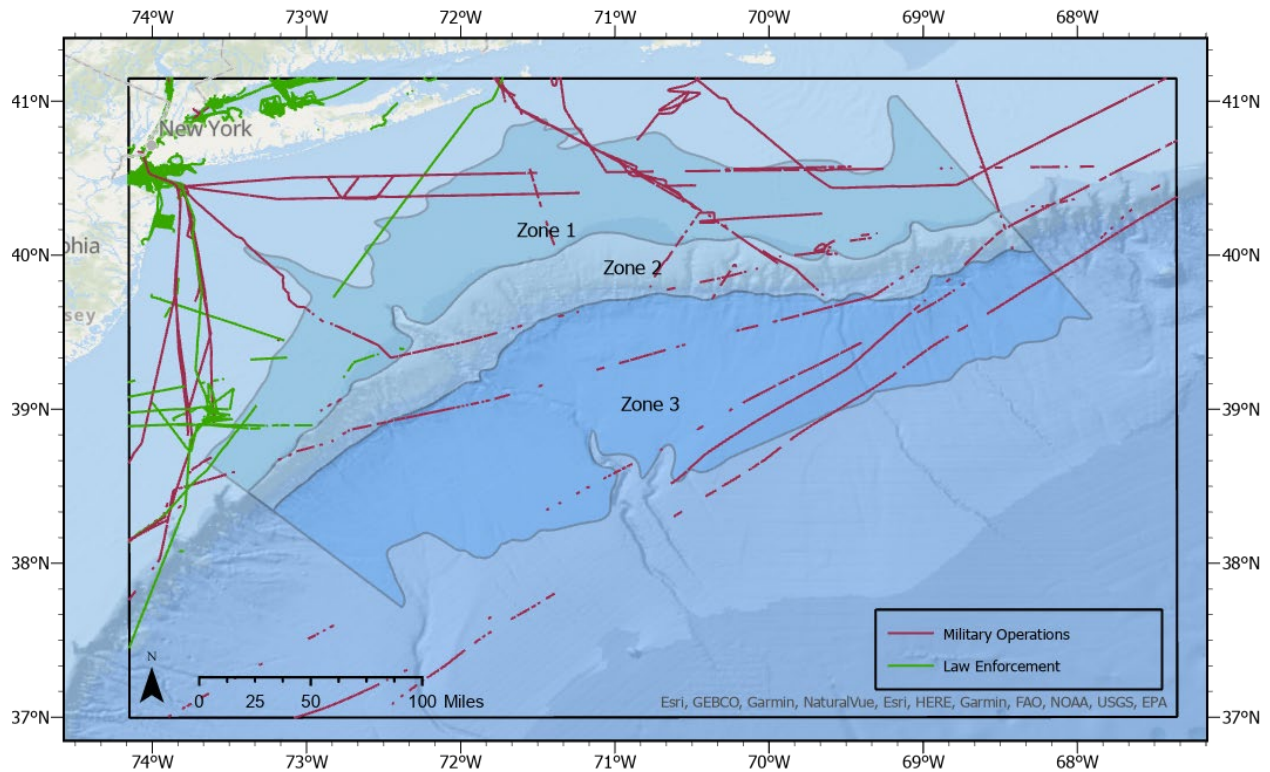 74°W 73°W 72°W 71°W 70°W 69°W 68°W
41°N 41°N
New York
Zone 1
40°N 40°N
phia
Zone 2
sey
39°N 39°N
Zone 3
38°N 38°N
Military Operations
N
Law Enforcement
0 25 50 100 Miles
Esri, GEBCO, Garmin, NaturalVue, Esri, HERE, Garmin, FAO, NOAA, USGS, EPA
37°N 37°N
74°W 73°W 72°W 71°W 70°W 69°W 68°W